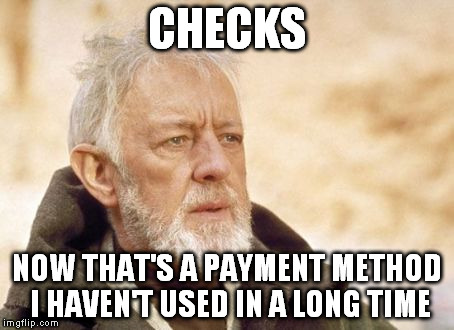 CHECKS
NOW THAT'S A PAYMENT METHOD
I HAVEN'T USED IN A LONG TIME
imgflip.com